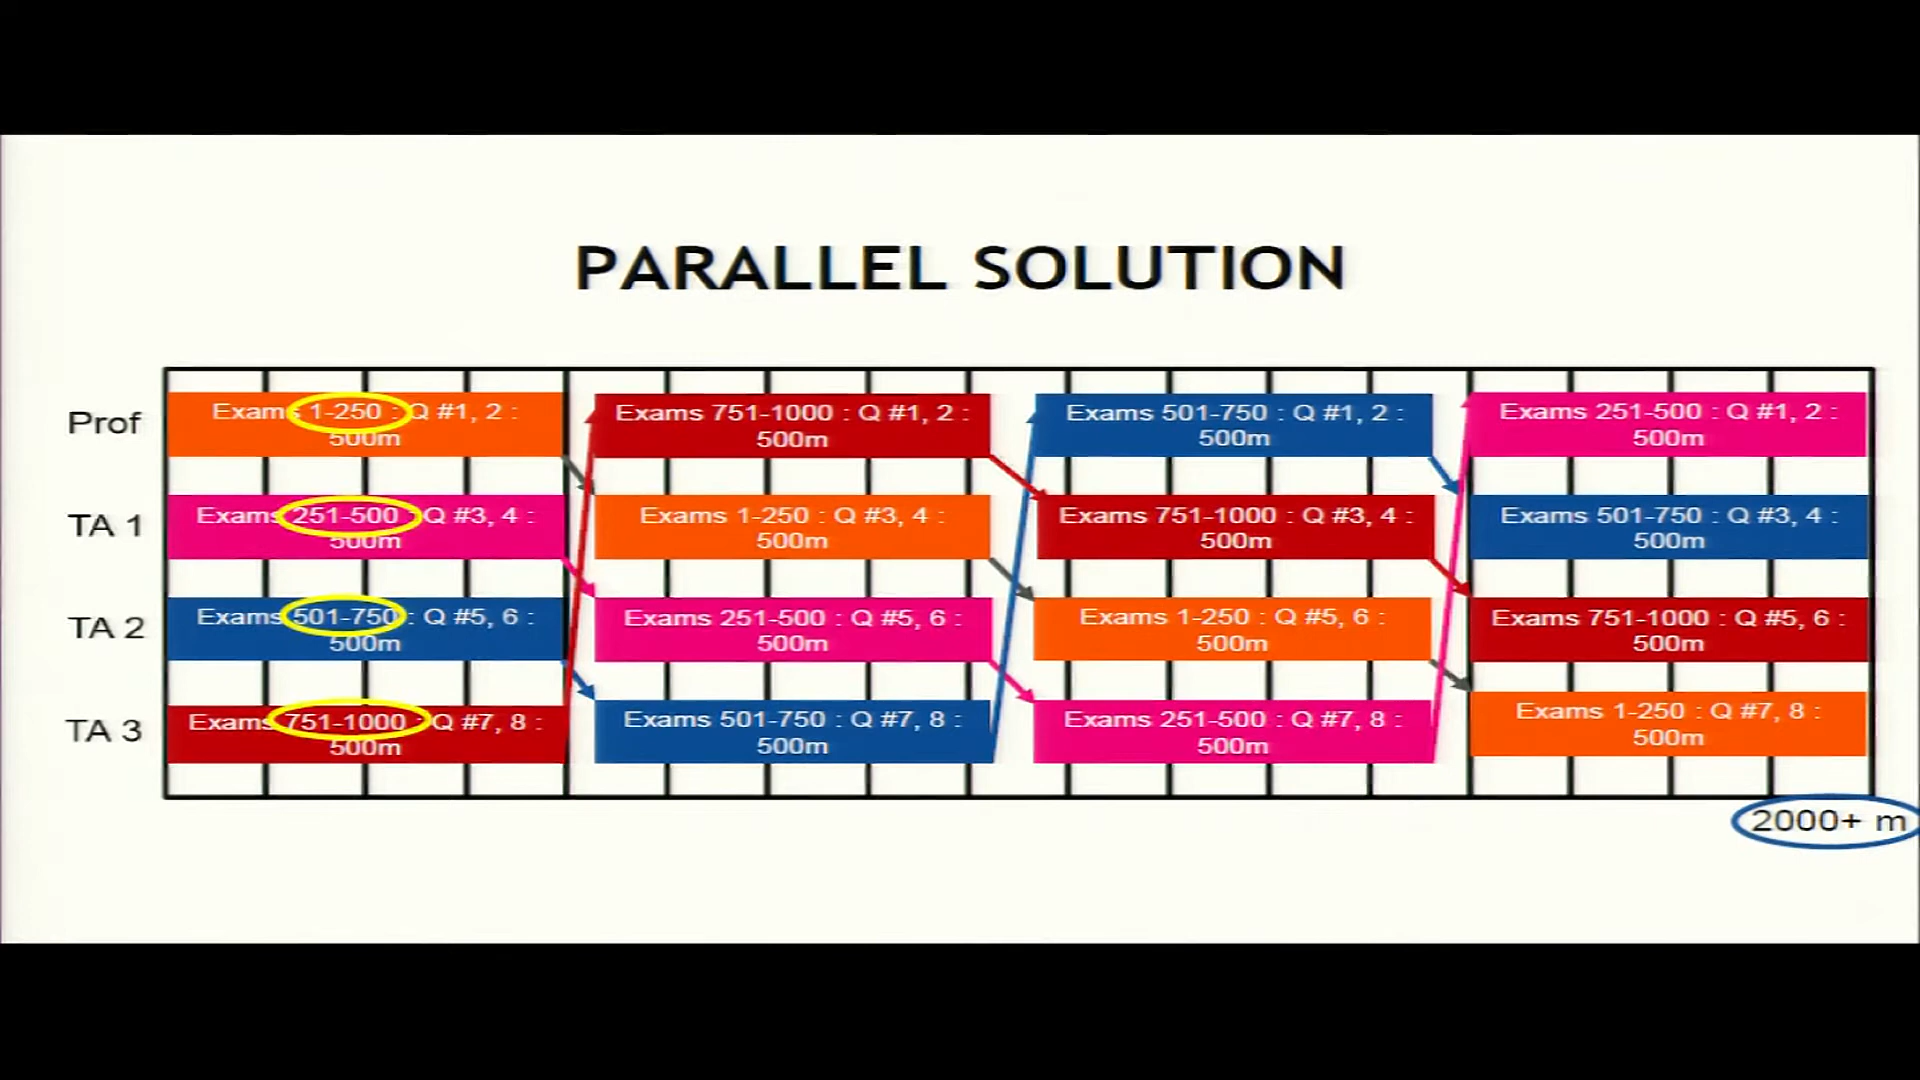 PARALLEL SOLUTION
Prof
Exams 1-250 : Q #1, 2 :
500m
Exams 751-1000 : Q #1, 2 :
500m
Exams 501-750 : Q #1, 2 :
500m
Exams 251-500 : Q #1, 2 :
500m
TA 1
Exams 251-500 : Q #3, 4 :
500m
Exams 1-250 : Q #3, 4 :
500m
Exams 751-1000 : Q #3, 4 :
500m
Exams 501-750 : Q #3, 4 :
500m
TA 2
Exams 501-750 : Q #5, 6 :
500m
Exams 251-500 : Q #5, 6 :
500m
Exams 1-250 : Q #5, 6 :
500m
Exams 751-1000 : Q #5, 6 :
500m
TA 3
Exams 751-1000 : Q #7, 8 :
500m
Exams 501-750 : Q #7, 8 :
500m
Exams 251-500 : Q #7, 8 :
500m
Exams 1-250 : Q #7, 8 :
500m
2000+ m